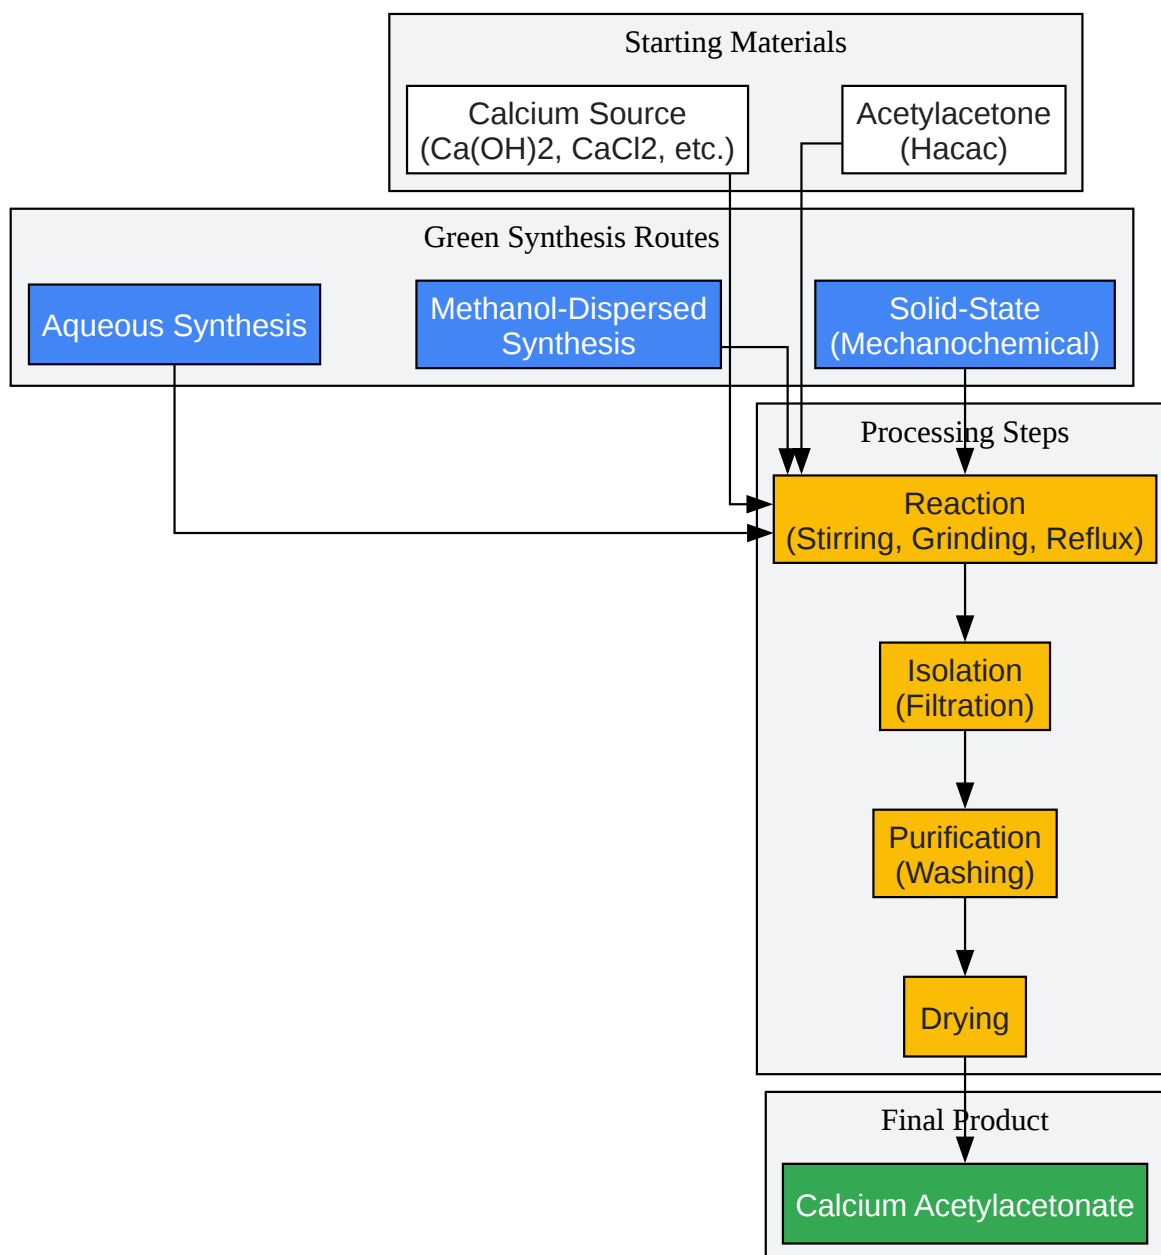 Starting Materials
Calcium Source
(Ca(OH)2, CaCl2, etc.)
Acetylacetone
(Hacac)
Green Synthesis Routes
Aqueous Synthesis
Methanol-Dispersed
Synthesis
Solid-State
(Mechanochemical)
Processing Steps
Reaction
(Stirring, Grinding, Reflux)
Isolation
(Filtration)
Purification
(Washing)
Drying
Final Product
Calcium Acetylacetonate